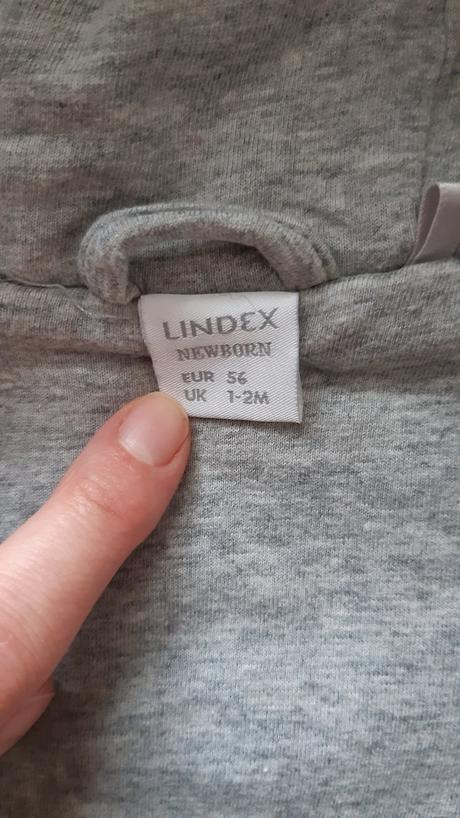 LINDEX
NEWBORN
EUR 56
UK 1-2M